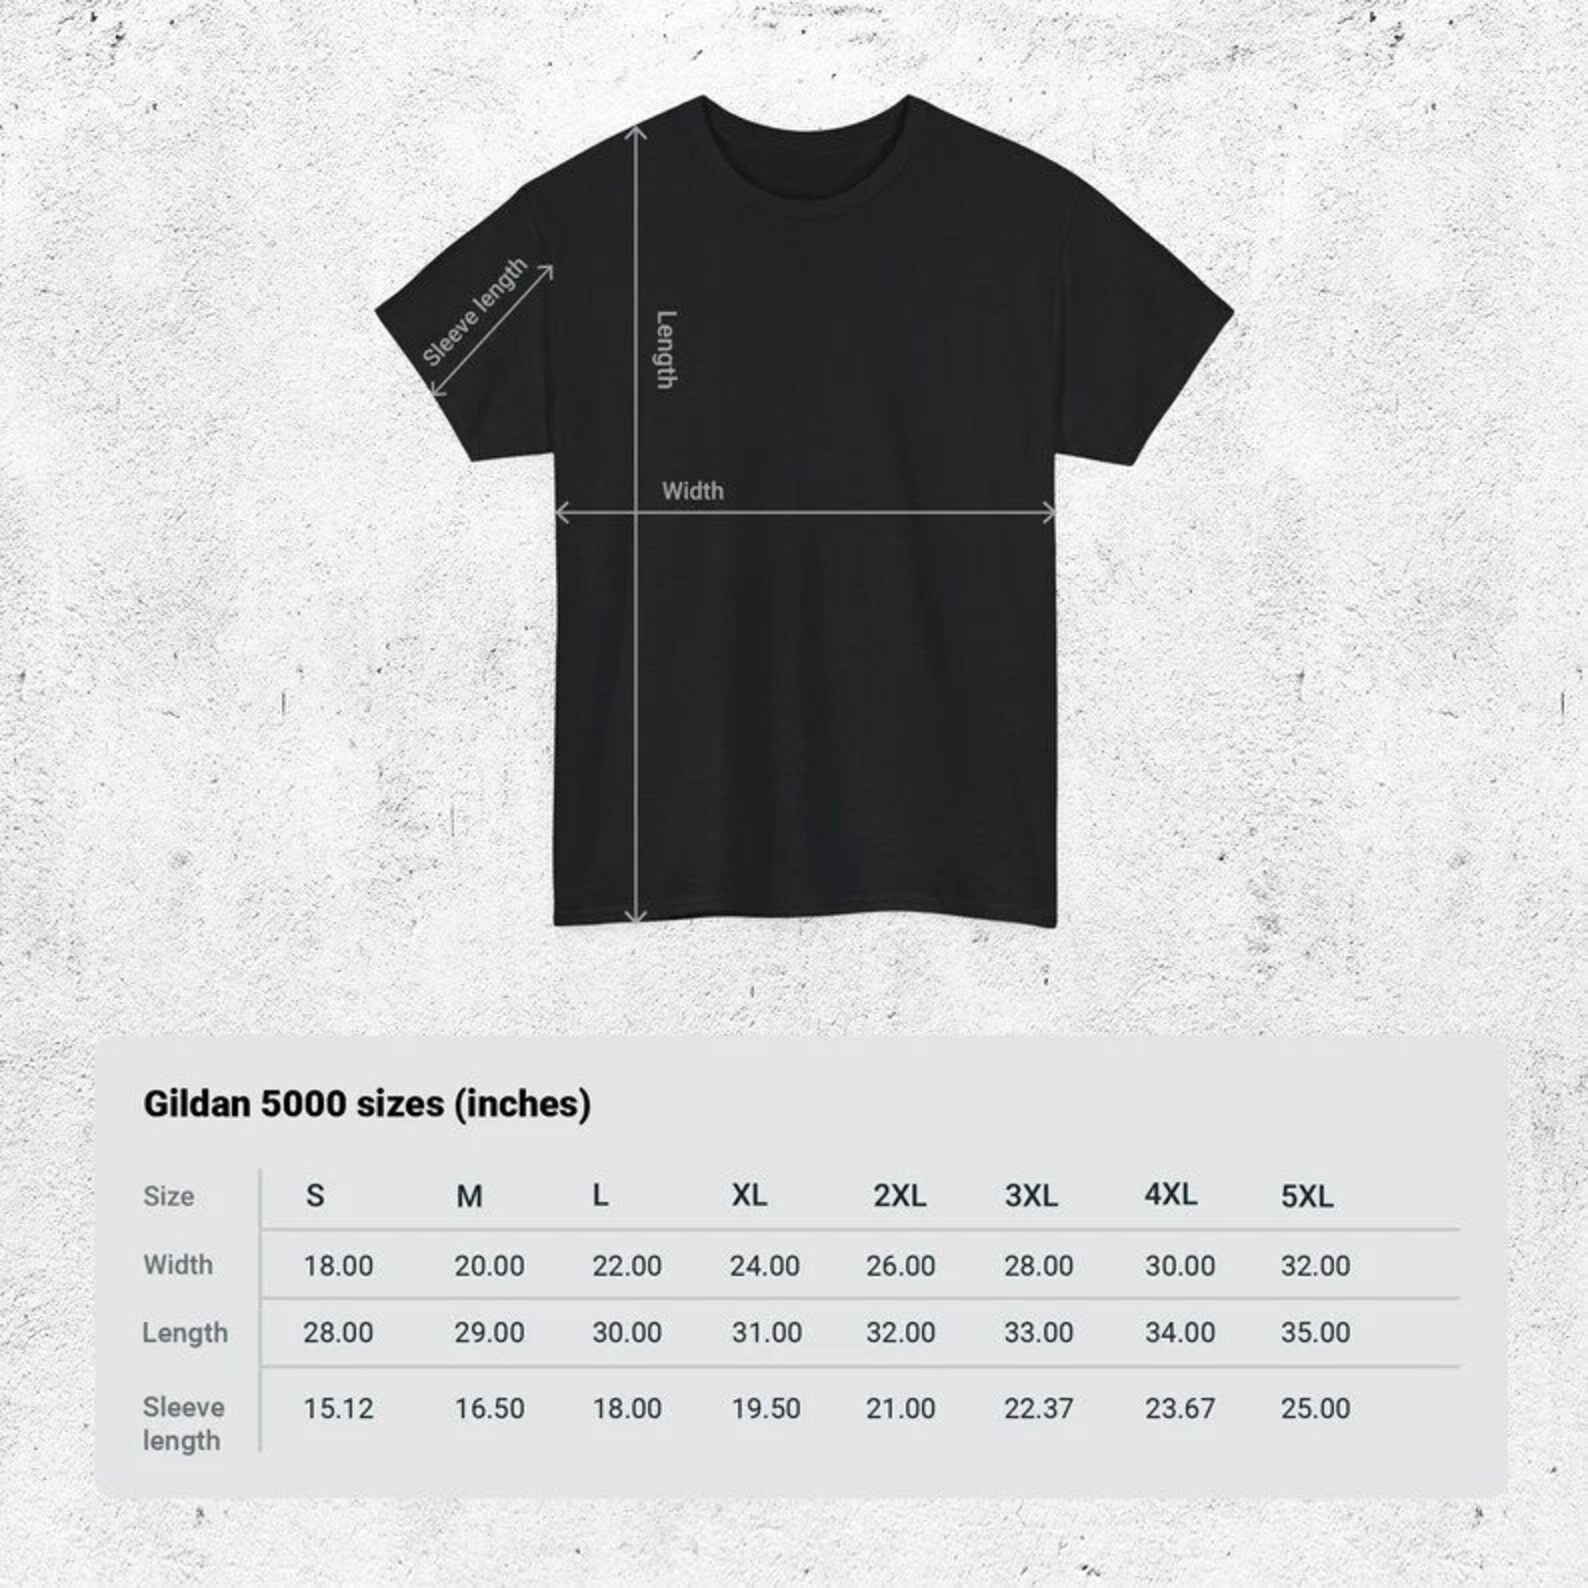 Sleeve length
Length
Width
Gildan 5000 sizes (inches)
Size S M L XL 2XL 3XL 4XL 5XL
Width 18.00 20.00 22.00 24.00 26.00 28.00 30.00 32.00
Length 28.00 29.00 30.00 31.00 32.00 33.00 34.00 35.00
Sleeve length 15.12 16.50 18.00 19.50 21.00 22.37 23.67 25.00